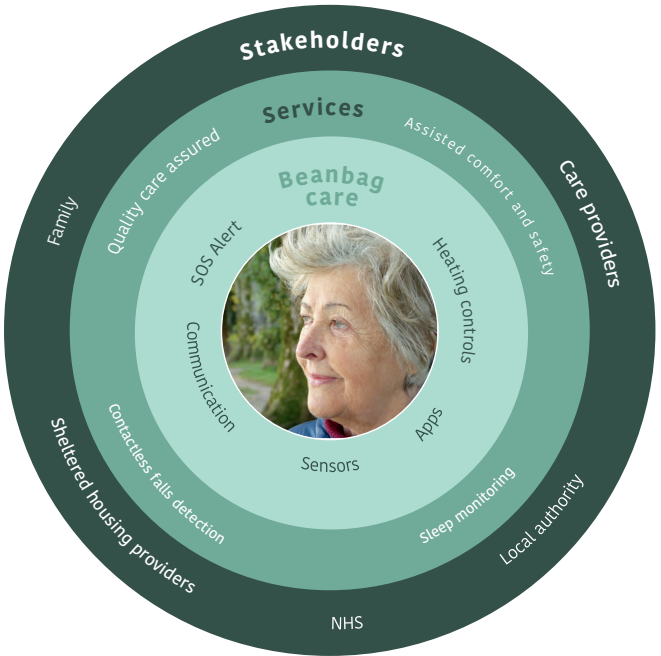 Stakeholders
Family
Care providers
Sheltered housing providers
Local authority
NHS
Services
Quality care assured
Assisted comfort and safety
Contactless falls detection
Sleep monitoring
Beanbag
care
SOS Alert
Heating controls
Communication
Apps
Sensors